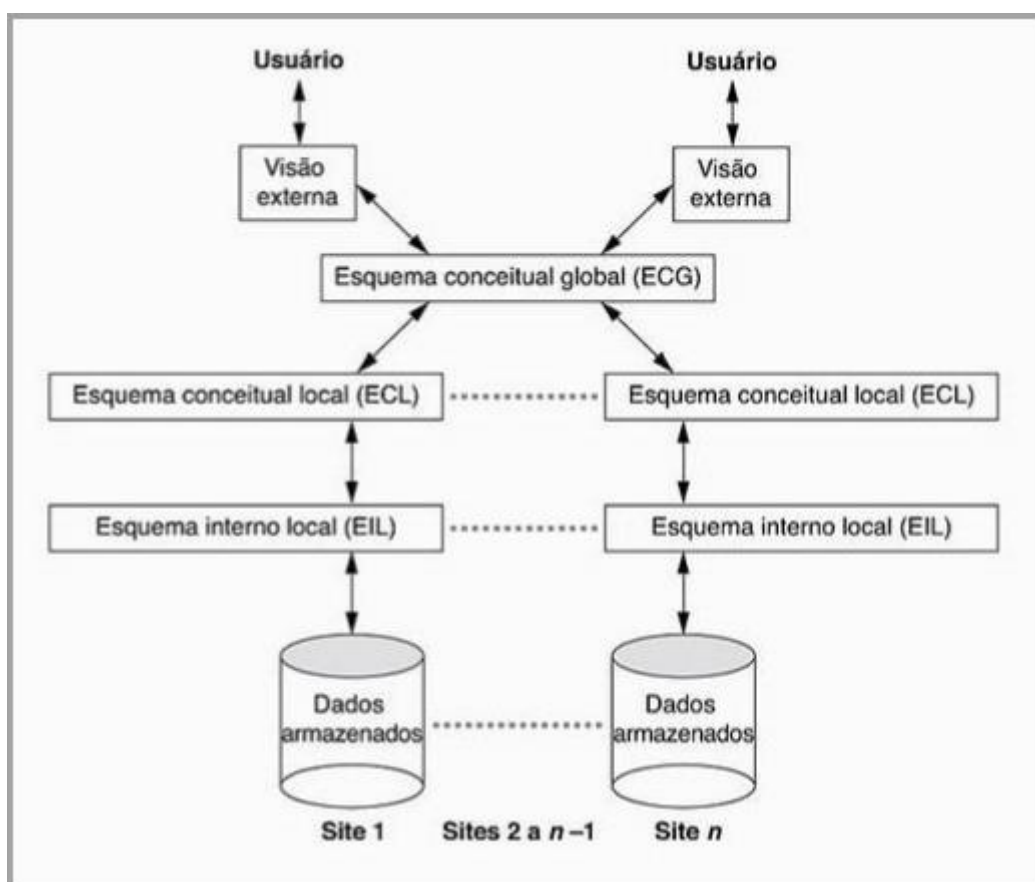 Usuário
Usuário
Visão
externa
Visão
externa
Esquema conceitual global (ECG)
Esquema conceitual local (ECL)
Esquema conceitual local (ECL)
Esquema interno local (EIL)
Esquema interno local (EIL)
Dados
armazenados
Dados
armazenados
Site 1
Sites 2 a n –1
Site n